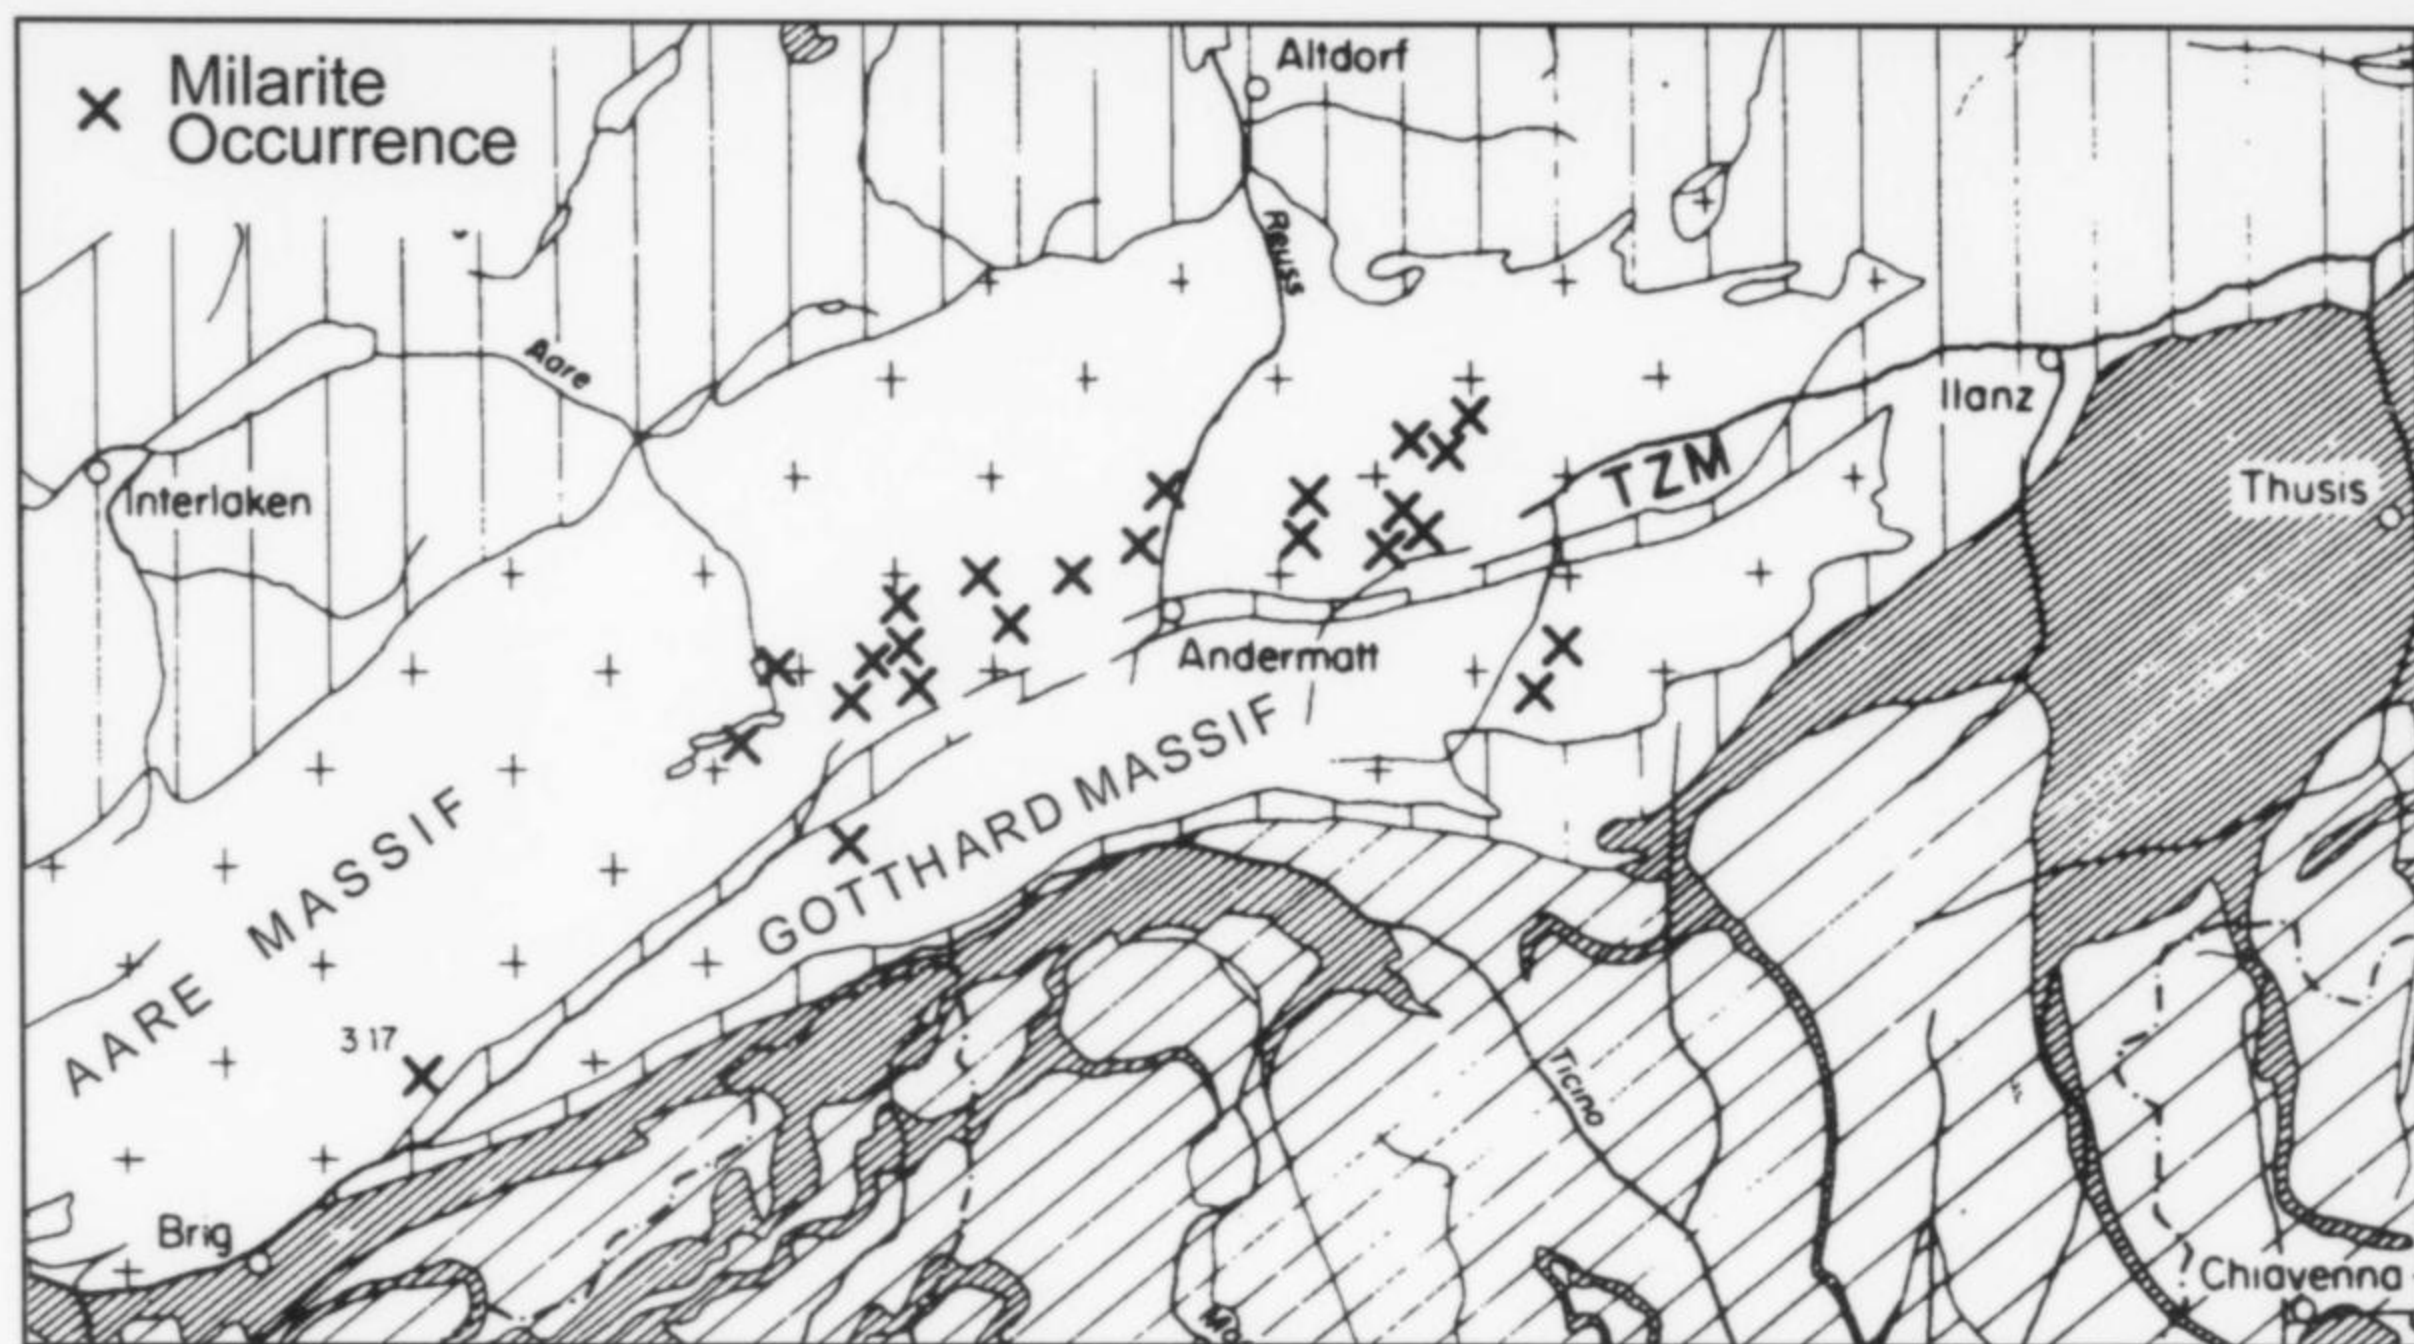 Milarite
Occurrence
Altdorf
Reuss
Aare
Ilanz
TZM
Thusis
Interlaken
Andermatt
GOTTHARD MASSIF
AARE MASSIF
3 17
Ticino
Brig
Chiavenna